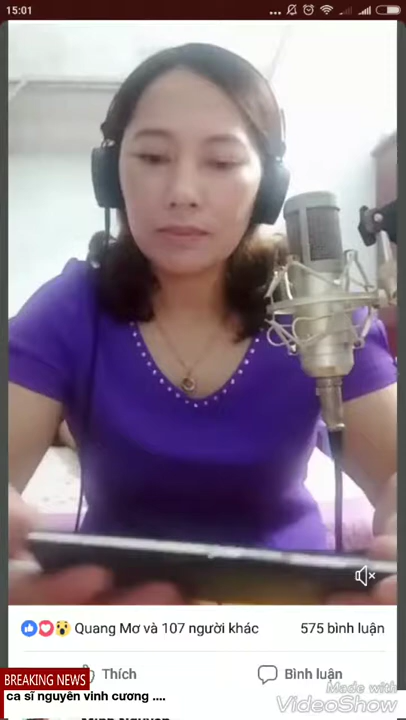 15:01
Quang Mơ và 107 người khác
575 bình luận
Thích
Bình luận
BREAKING NEWS
Made with
VideoShow
ca sĩ nguyên vinh cương ....